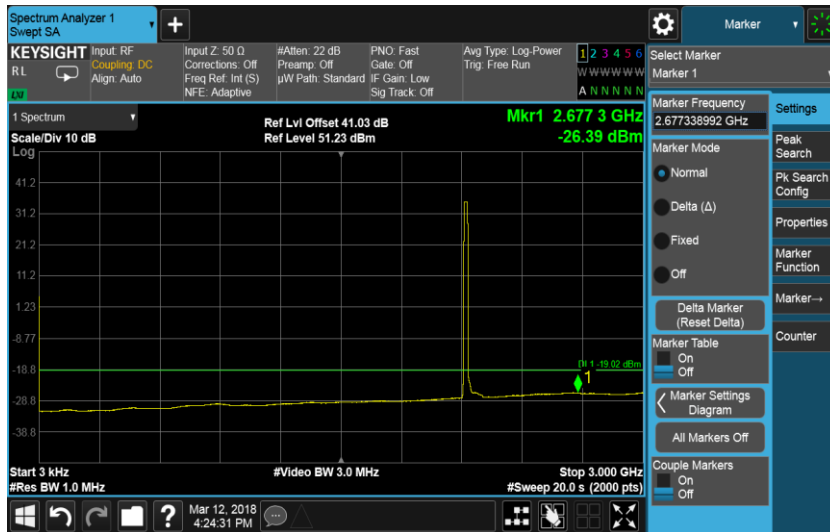 Spectrum Analyzer 1
Swept SA
+
Marker
KEYSIGHT
RL
LXI
Input: RF
Coupling: DC
Align: Auto
Input Z: 50 Ω
Corrections: Off
Freq Ref: Int (S)
NFE: Adaptive
#Atten: 22 dB
Preamp: Off
µW Path: Standard
PNO: Fast
Gate: Off
IF Gain: Low
Sig Track: Off
Avg Type: Log-Power
Trig: Free Run
1 2 3 4 5 6
W W W W W W
A N N N N N
Select Marker
Marker 1
1 Spectrum
Scale/Div 10 dB
Log
Ref Lvl Offset 41.03 dB
Ref Level 51.23 dBm
Mkr1 2.677 3 GHz
-26.39 dBm
41.2
31.2
21.2
11.2
1.23
-8.77
-18.8
-28.8
-38.8
DL1 -19.02 dBm
1
Start 3 kHz
#Res BW 1.0 MHz
#Video BW 3.0 MHz
Stop 3.000 GHz
#Sweep 20.0 s (2000 pts)
Marker Frequency
2.677338992 GHz
Marker Mode
Normal
Delta (Δ)
Fixed
Off
Delta Marker
(Reset Delta)
Marker Table
On
Off
Marker Settings
Diagram
All Markers Off
Couple Markers
On
Off
Settings
Peak
Search
Pk Search
Config
Properties
Marker
Function
Marker→
Counter
?
Mar 12, 2018
4:24:31 PM